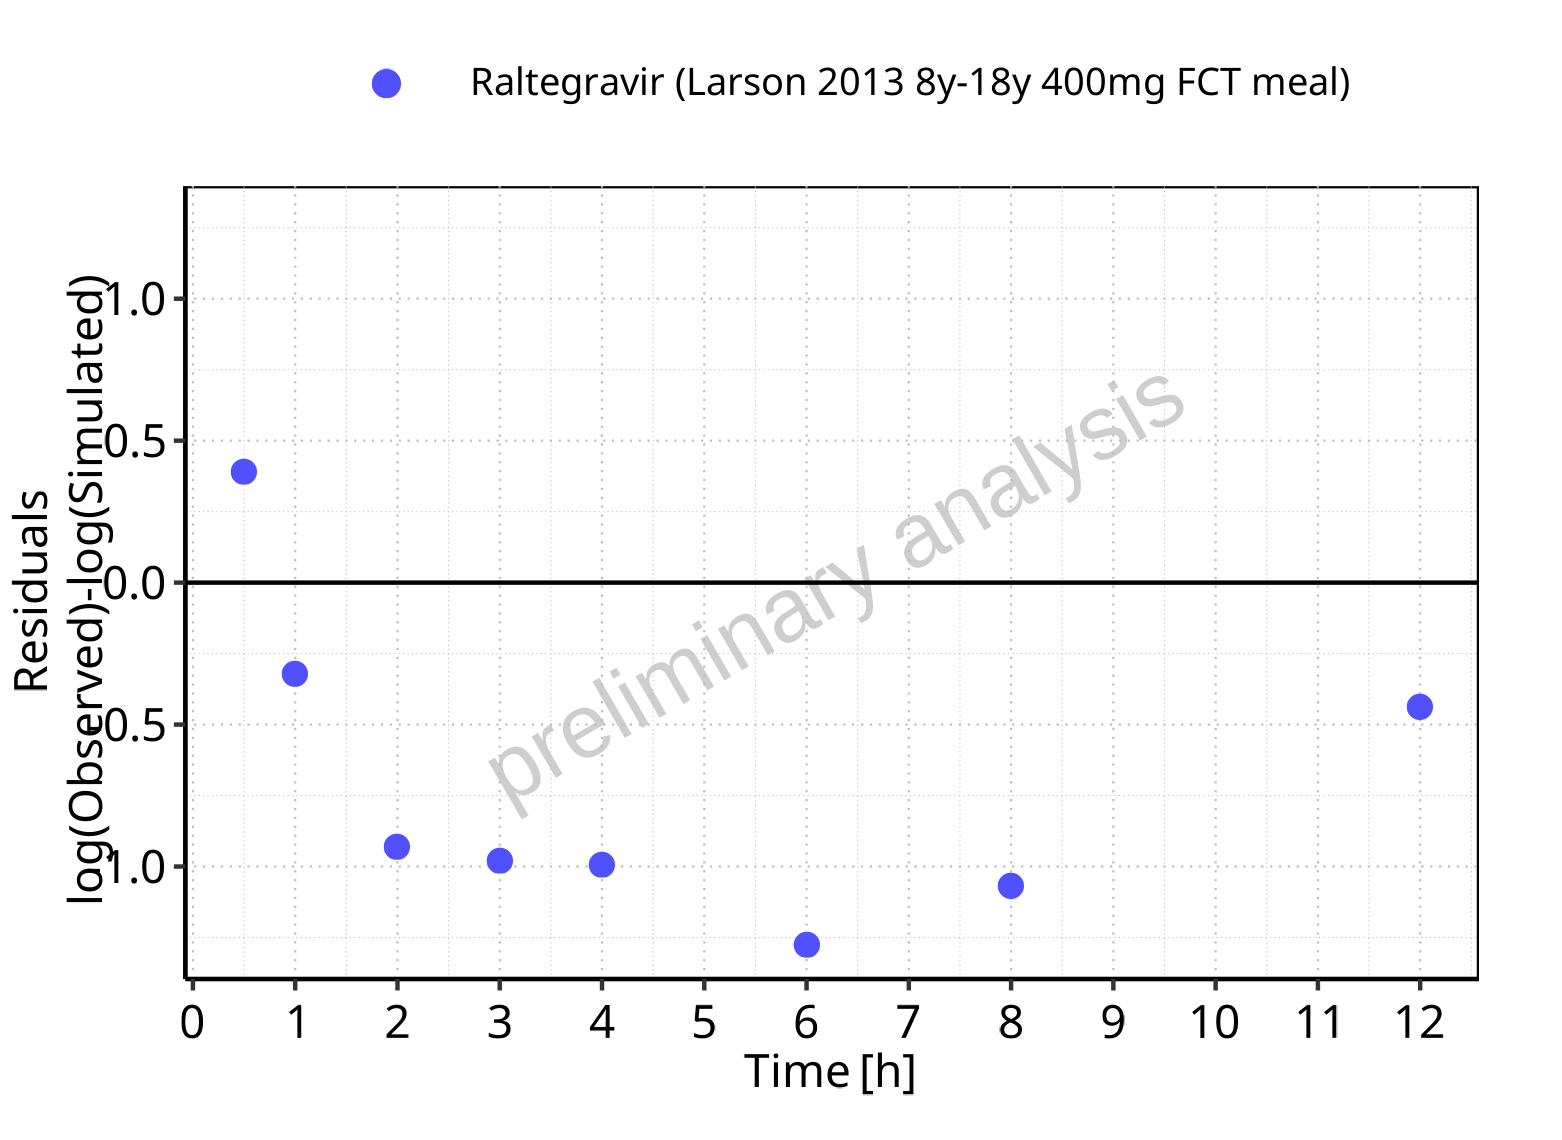 Raltegravir (Larson 2013 8y-18y 400mg FCT meal)
Residuals
log(Observed)-log(Simulated)
1.0
0.5
0.0
0.5
1.0
preliminary analysis
0 1 2 3 4 5 6 7 8 9 10 11 12
Time [h]